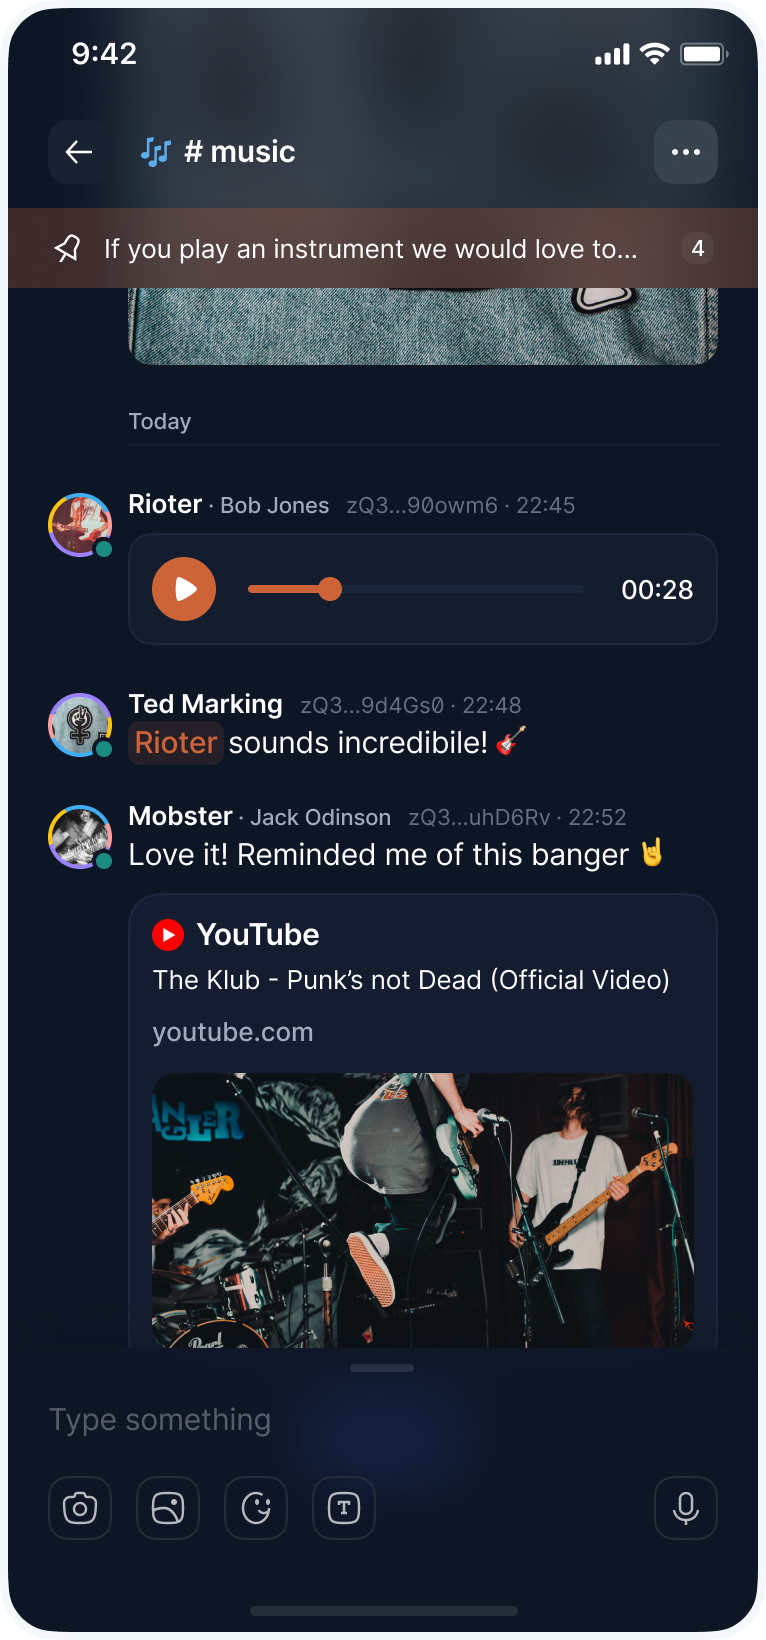 9:42
# music
If you play an instrument we would love to...
4
Today
Rioter · Bob Jones zQ3...90owm6 · 22:45
00:28
Ted Marking zQ3...9d4Gs0 · 22:48
Rioter sounds incredibile! 🎸
Mobster · Jack Odinson zQ3...uhD6Rv · 22:52
Love it! Reminded me of this banger 🤘
YouTube
The Klub - Punk’s not Dead (Official Video)
youtube.com
ANGLER
Pearl
Type something
T